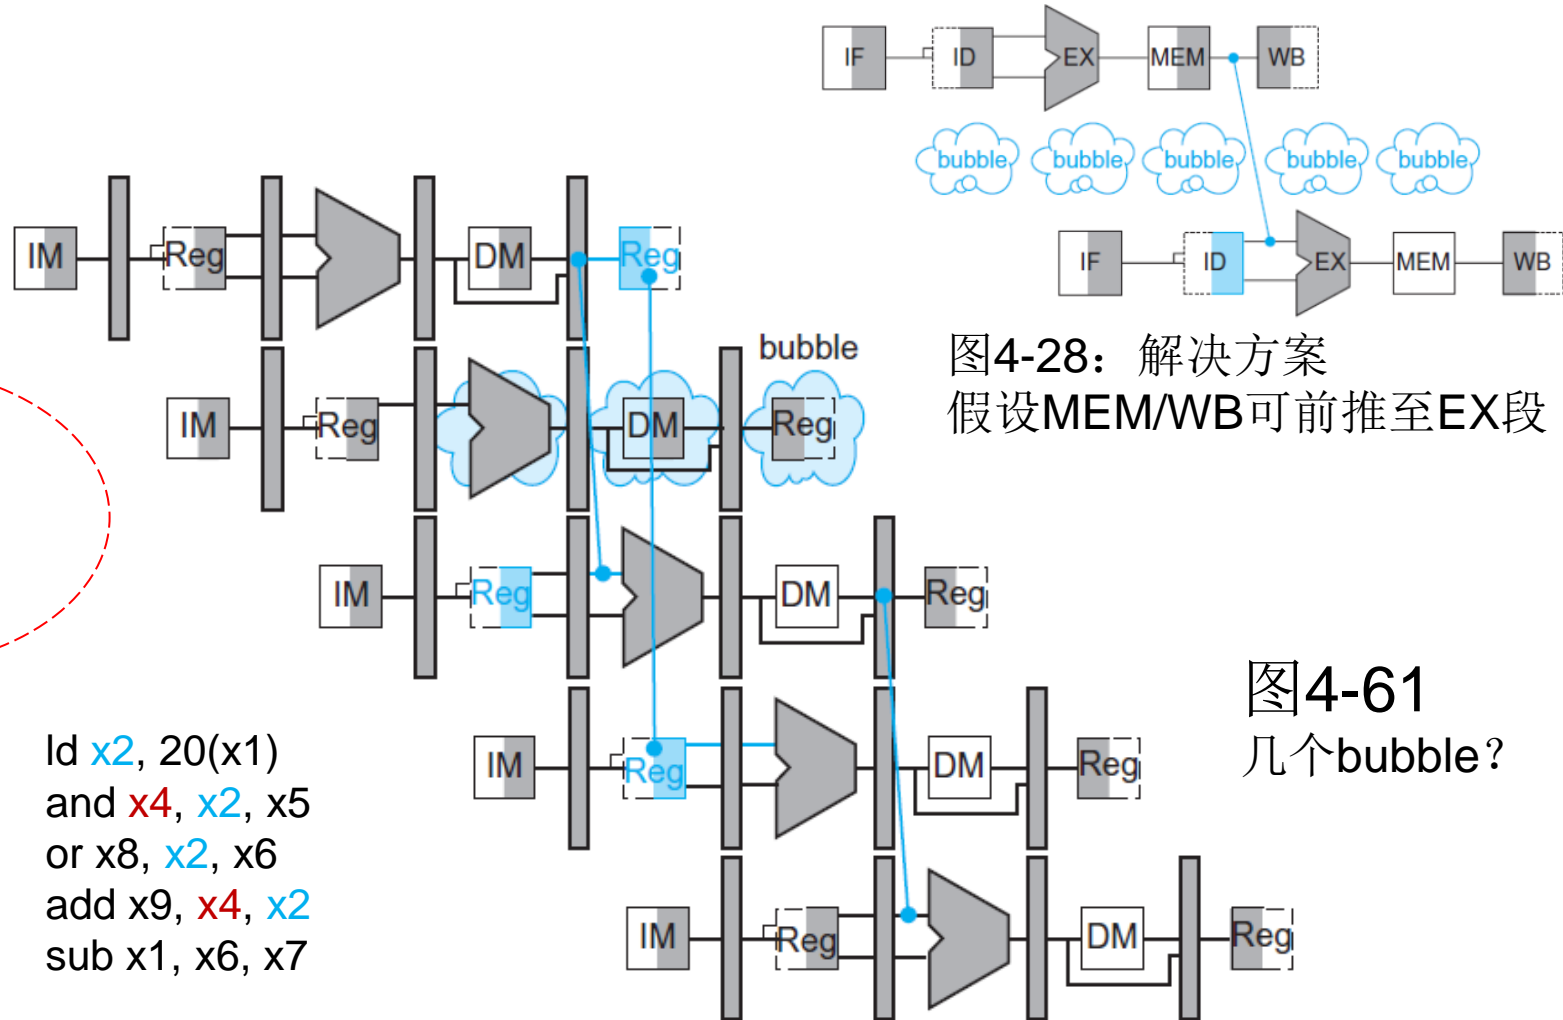 IF ID EX MEM WB
bubble bubble bubble bubble bubble
IF ID EX MEM WB
图4-28：解决方案
假设MEM/WB可前推至EX段
IM Reg DM Reg
bubble
IM Reg DM Reg
IM Reg DM Reg
IM Reg DM Reg
IM Reg DM Reg
图4-61
几个bubble？
ld x2, 20(x1)
and x4, x2, x5
or x8, x2, x6
add x9, x4, x2
sub x1, x6, x7